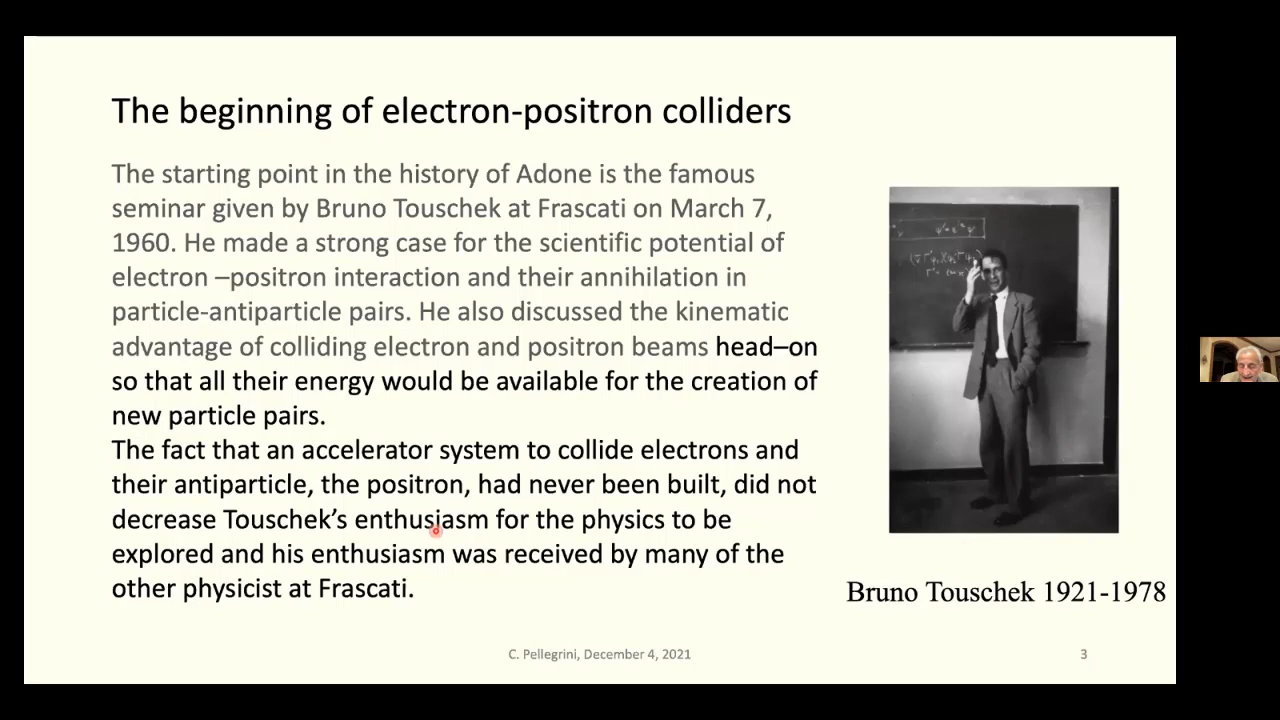 The beginning of electron-positron colliders
The starting point in the history of Adone is the famous
seminar given by Bruno Touschek at Frascati on March 7,
1960. He made a strong case for the scientific potential of
electron –positron interaction and their annihilation in
particle-antiparticle pairs. He also discussed the kinematic
advantage of colliding electron and positron beams head–on
so that all their energy would be available for the creation of
new particle pairs.
The fact that an accelerator system to collide electrons and
their antiparticle, the positron, had never been built, did not
decrease Touschek’s enthusiasm for the physics to be
explored and his enthusiasm was received by many of the
other physicist at Frascati.
Bruno Touschek 1921-1978
C. Pellegrini, December 4, 2021
3